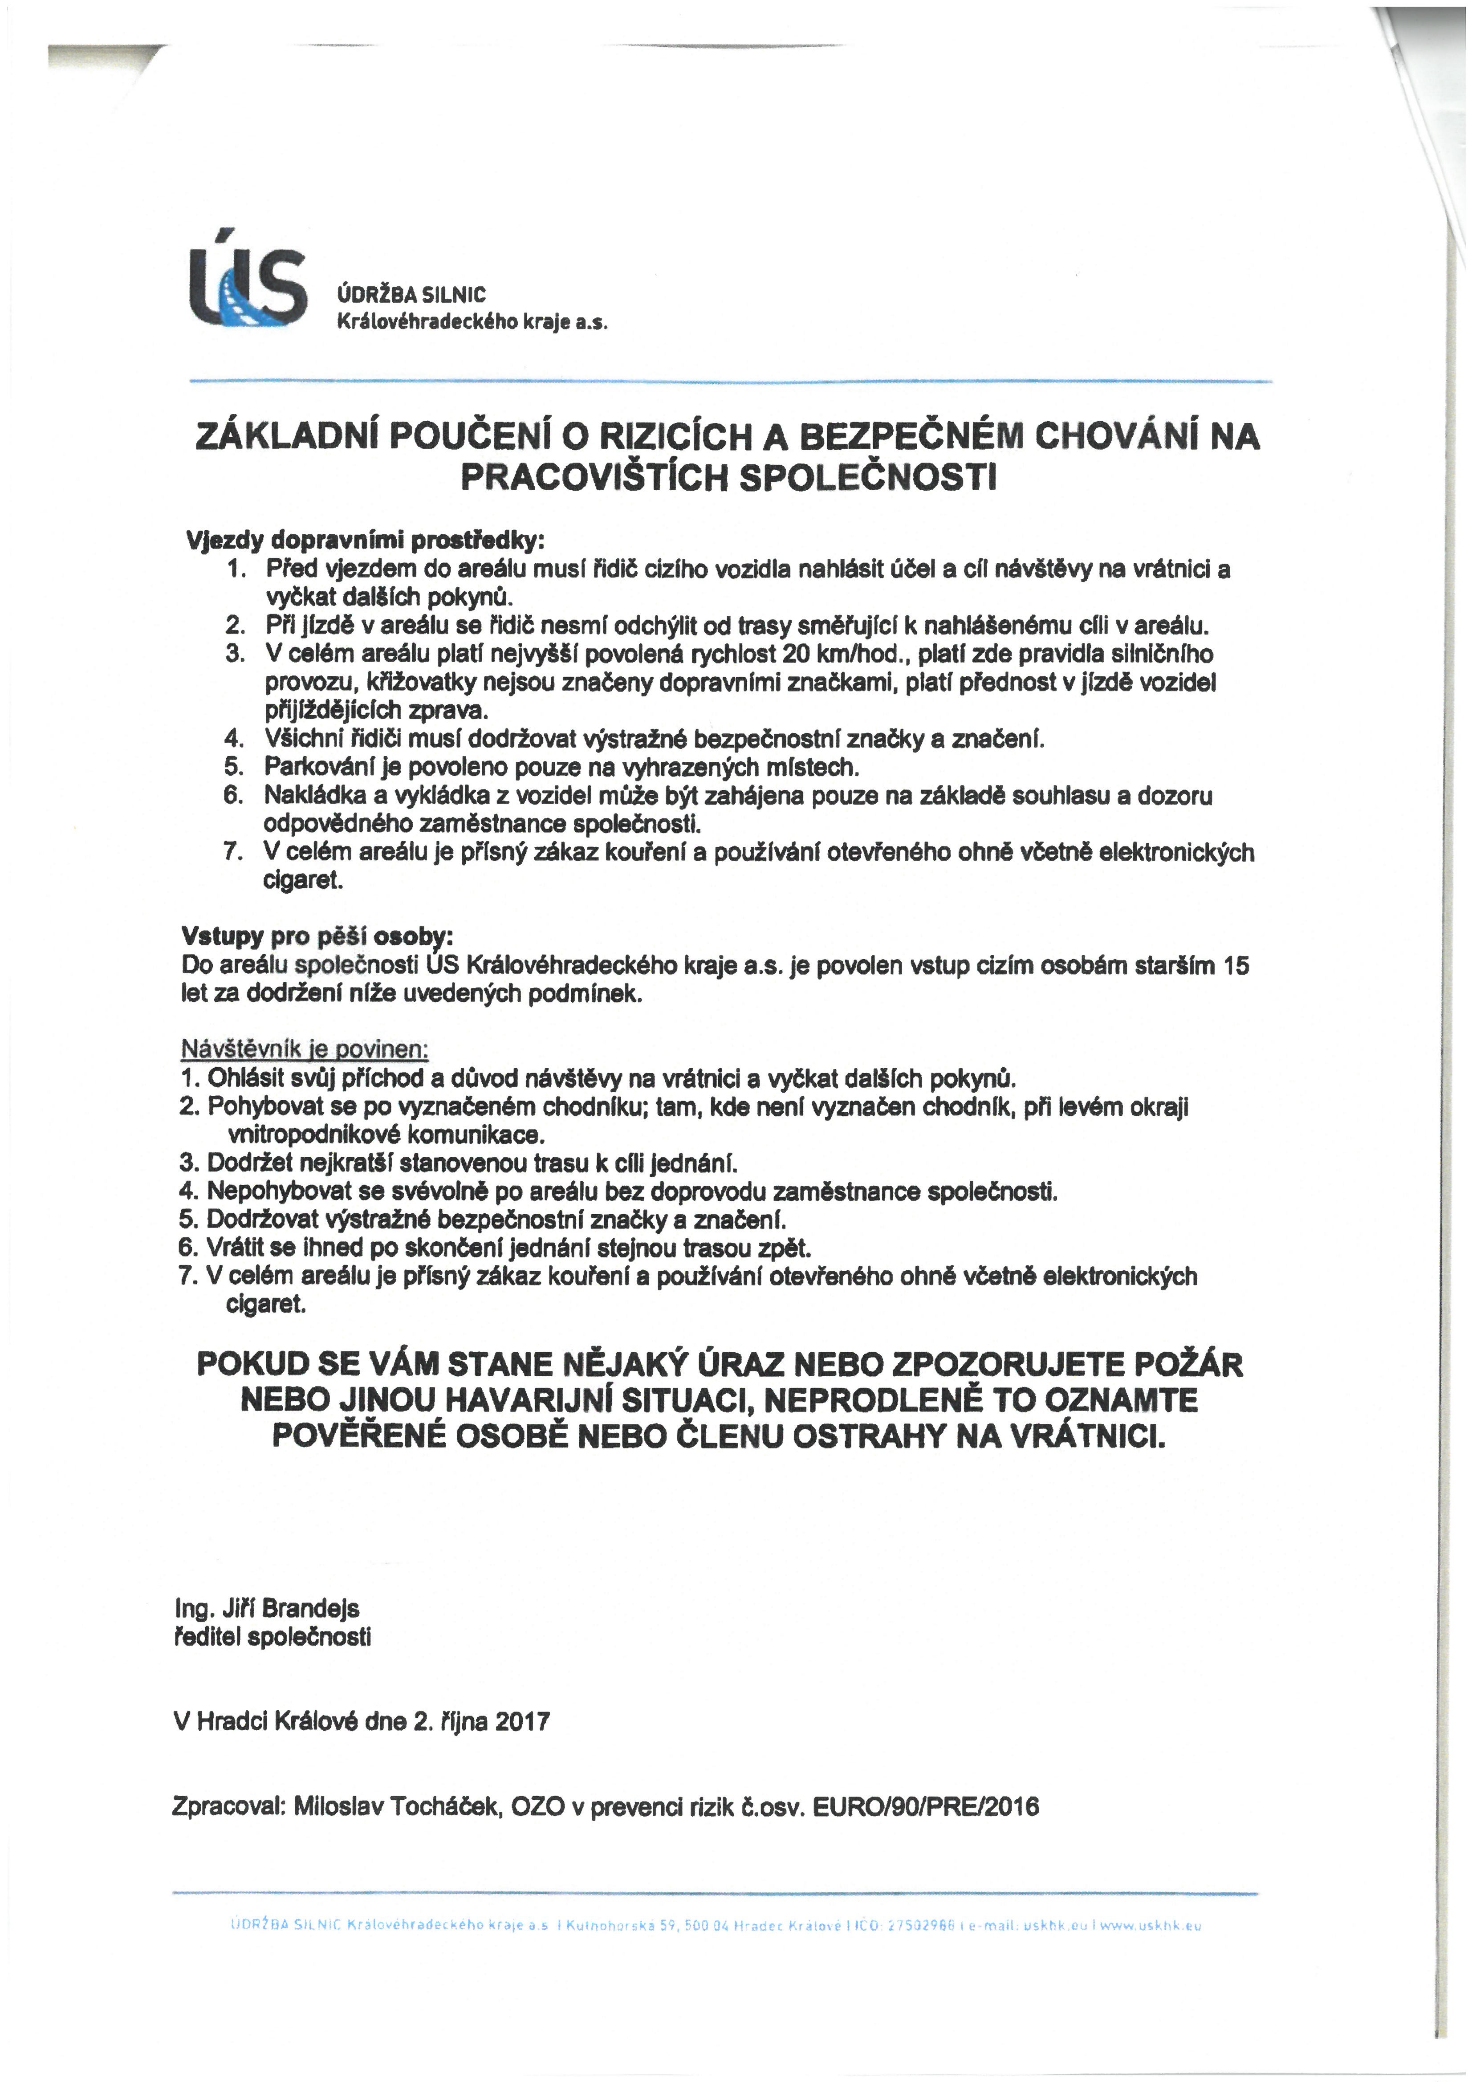 ÚS
ÚDRŽBA SILNIC
Královéhradeckého kraje a.s.
ZÁKLADNÍ POUČENÍ O RIZICÍCH A BEZPEČNÉM CHOVÁNÍ NA
PRACOVIŠTÍCH SPOLEČNOSTI
Vjezdy dopravními prostředky:
1. Před vjezdem do areálu musí řidič cizího vozidla nahlásit účel a cíl návštěvy na vrátnici a
vyčkat dalších pokynů.
2. Při jízdě v areálu se řidič nesmí odchýlit od trasy směřující k nahlášenému cíli v areálu.
3. V celém areálu platí nejvyšší povolená rychlost 20 km/hod., platí zde pravidla silničního
provozu, křižovatky nejsou značeny dopravními značkami, platí přednost v jízdě vozidel
přijíždějících zprava.
4. Všichni řidiči musí dodržovat výstražné bezpečnostní značky a značení.
5. Parkování je povoleno pouze na vyhrazených místech.
6. Nakládka a vykládka z vozidel může být zahájena pouze na základě souhlasu a dozoru
odpovědného zaměstnance společnosti.
7. V celém areálu je přísný zákaz kouření a používání otevřeného ohně včetně elektronických
cigaret.
Vstupy pro pěší osoby:
Do areálu společnosti ÚS Královéhradeckého kraje a.s. je povolen vstup cizím osobám starším 15
let za dodržení níže uvedených podmínek.
Návštěvník je povinen:
1. Ohlásit svůj příchod a důvod návštěvy na vrátnici a vyčkat dalších pokynů.
2. Pohybovat se po vyznačeném chodníku; tam, kde není vyznačen chodník, při levém okraji
vnitropodnikové komunikace.
3. Dodržet nejkratší stanovenou trasu k cíli jednání.
4. Nepohybovat se svévolně po areálu bez doprovodu zaměstnance společnosti.
5. Dodržovat výstražné bezpečnostní značky a značení.
6. Vrátit se ihned po skončení jednání stejnou trasou zpět.
7. V celém areálu je přísný zákaz kouření a používání otevřeného ohně včetně elektronických
cigaret.
POKUD SE VÁM STANE NĚJAKÝ ÚRAZ NEBO ZPOZORUJETE POŽÁR
NEBO JINOU HAVARIJNÍ SITUACI, NEPRODLENĚ TO OZNAMTE
POVĚŘENÉ OSOBĚ NEBO ČLENU OSTRAHY NA VRÁTNICI.
Ing. Jiří Brandejs
ředitel společnosti
V Hradci Králové dne 2. října 2017
Zpracoval: Miloslav Tocháček, OZO v prevenci rizik č.osv. EURO/90/PRE/2016
ÚDRŽBA SILNIC Královéhradeckého kraje a.s. | Kutnohorská 59, 500 04 Hradec Králové | IČO: 27502988 | e-mail: uskhk.eu | www.uskhk.eu